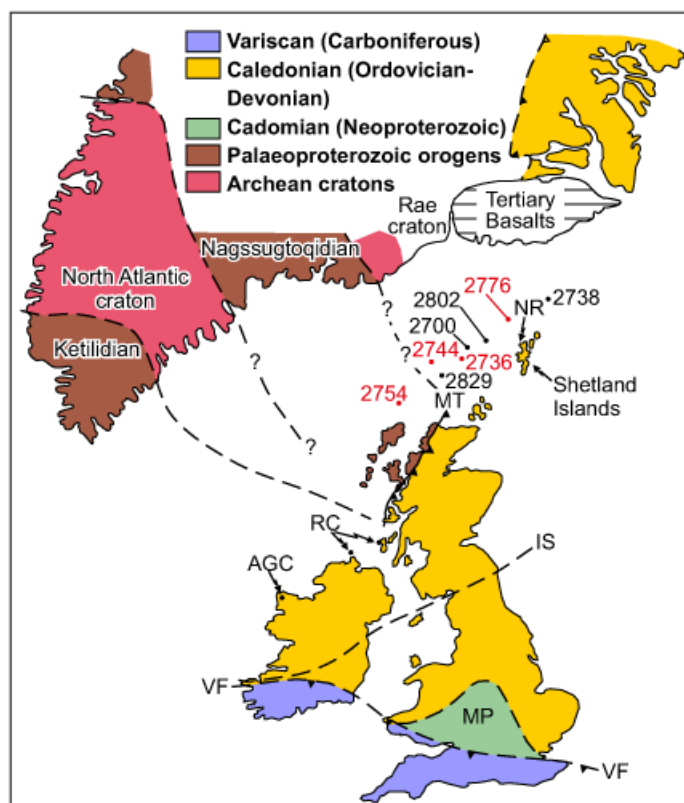 Variscan (Carboniferous)
Caledonian (Ordovician-
Devonian)
Cadomian (Neoproterozoic)
Palaeoproterozoic orogens
Archean cratons
Rae
craton
Tertiary
Basalts
Nagssugtoqidian
North Atlantic
craton
Ketilidian
2776
2738
2802
NR
2700
?
?
2744
2736
2829
Shetland
Islands
2754
MT
?
RC
IS
AGC
VF
MP
VF